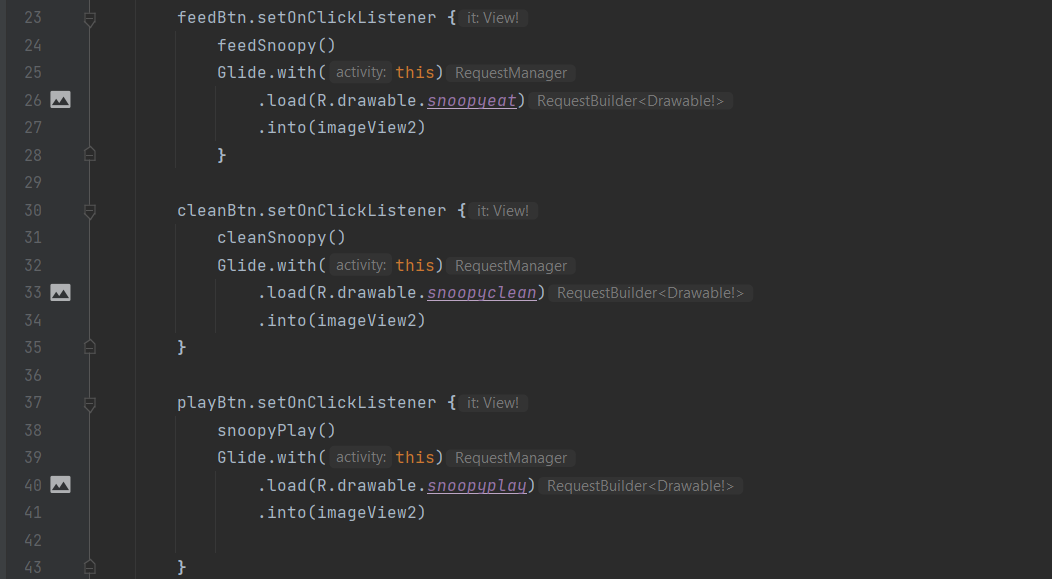 23 feedBtn.setOnClickListener { it: View!
24 feedSnoopy()
25 Glide.with( activity: this) RequestManager
26 .load(R.drawable.snoopyeat) RequestBuilder<Drawable!>
27 .into(imageView2)
28 }
29
30 cleanBtn.setOnClickListener { it: View!
31 cleanSnoopy()
32 Glide.with( activity: this) RequestManager
33 .load(R.drawable.snoopyclean) RequestBuilder<Drawable!>
34 .into(imageView2)
35 }
36
37 playBtn.setOnClickListener { it: View!
38 snoopyPlay()
39 Glide.with( activity: this) RequestManager
40 .load(R.drawable.snoopyplay) RequestBuilder<Drawable!>
41 .into(imageView2)
42
43 }